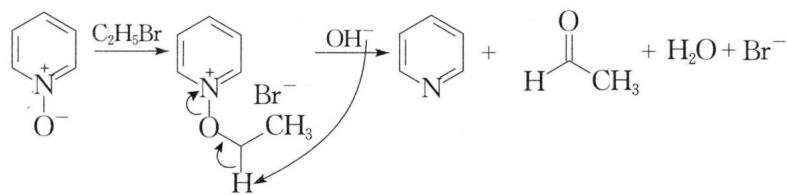 C₂H₅Br
OH⁻
+
O
H
CH₃
+ H₂O + Br⁻
N⁺
O⁻
N⁺
Br⁻
O
CH₃
H
N